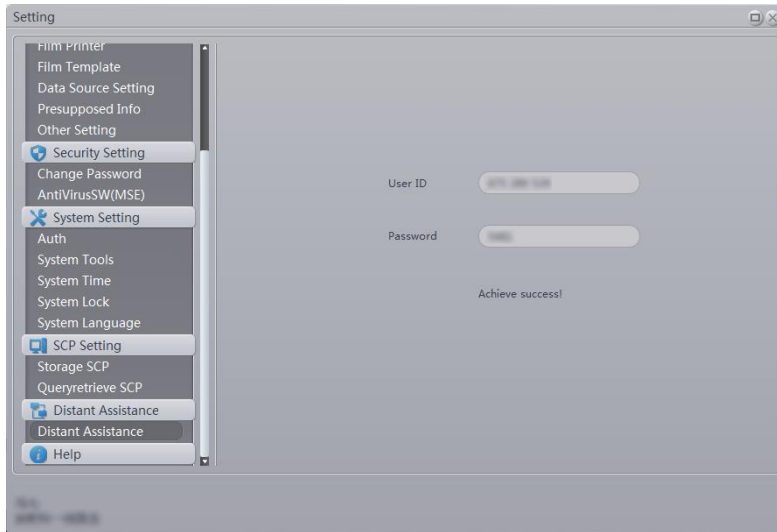 Setting
Film Printer
Film Template
Data Source Setting
Presupposed Info
Other Setting
Security Setting
Change Password
AntiVirusSW(MSE)
System Setting
Auth
System Tools
System Time
System Lock
System Language
SCP Setting
Storage SCP
Queryretrieve SCP
Distant Assistance
Distant Assistance
Help
User ID
Password
Achieve success!